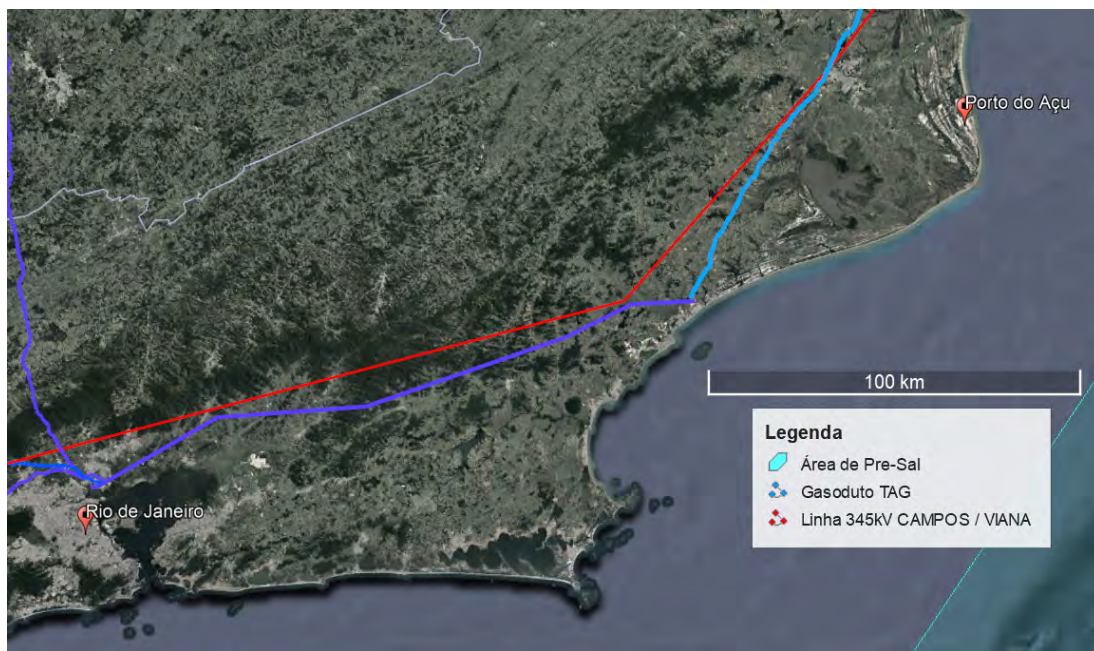 Porto do Açu
100 km
Legenda
Área de Pre-Sal
Gasoduto TAG
Linha 345kV CAMPOS / VIANA
Rio de Janeiro